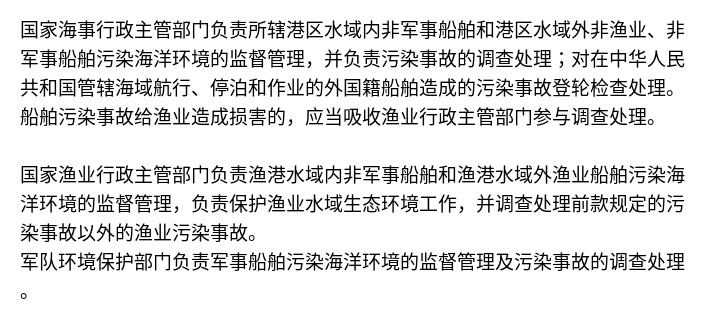 国家海事行政主管部门负责所辖港区水域内非军事船舶和港区水域外非渔业、非
军事船舶污染海洋环境的监督管理，并负责污染事故的调查处理；对在中华人民
共和国管辖海域航行、停泊和作业的外国籍船舶造成的污染事故登轮检查处理。
船舶污染事故给渔业造成损害的，应当吸收渔业行政主管部门参与调查处理。
国家渔业行政主管部门负责渔港水域内非军事船舶和渔港水域外渔业船舶污染海
洋环境的监督管理，负责保护渔业水域生态环境工作，并调查处理前款规定的污
染事故以外的渔业污染事故。
军队环境保护部门负责军事船舶污染海洋环境的监督管理及污染事故的调查处理
。